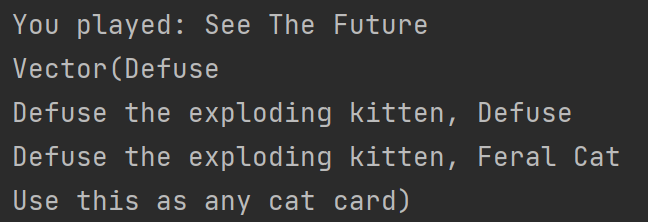 You played: See The Future
Vector(Defuse
Defuse the exploding kitten, Defuse
Defuse the exploding kitten, Feral Cat
Use this as any cat card)